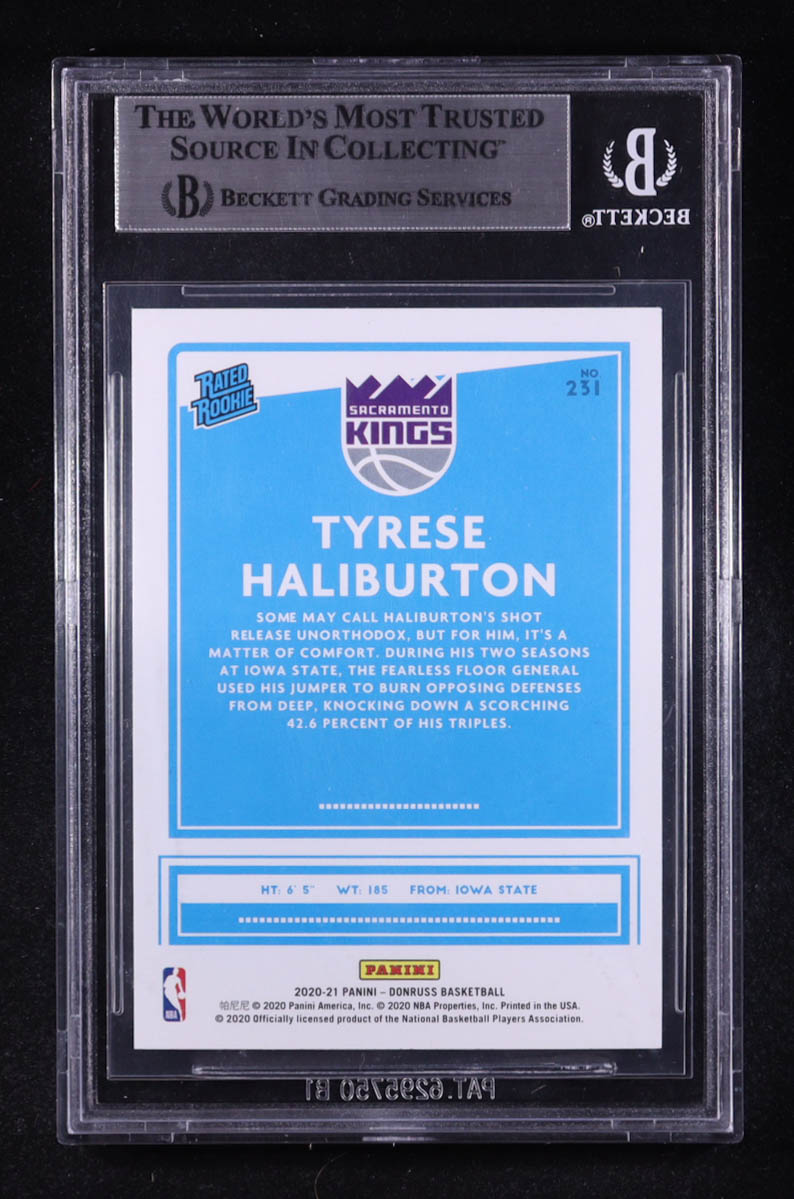 THE WORLD'S MOST TRUSTED
SOURCE IN COLLECTING™
B BECKETT GRADING SERVICES
B
BECKETT®
RATED
ROOKIE
NO.
231
SACRAMENTO
KINGS
TYRESE
HALIBURTON
SOME MAY CALL HALIBURTON'S SHOT
RELEASE UNORTHODOX, BUT FOR HIM, IT'S A
MATTER OF COMFORT. DURING HIS TWO SEASONS
AT IOWA STATE, THE FEARLESS FLOOR GENERAL
USED HIS JUMPER TO BURN OPPOSING DEFENSES
FROM DEEP, KNOCKING DOWN A SCORCHING
42.6 PERCENT OF HIS TRIPLES.
HT: 6' 5" WT: 185 FROM: IOWA STATE
PANINI
NBA
2020-21 PANINI – DONRUSS BASKETBALL
帕尼尼 © 2020 Panini America, Inc. © 2020 NBA Properties, Inc. Printed in the USA.
© 2020 Officially licensed product of the National Basketball Players Association.
PAT.6295750 B1